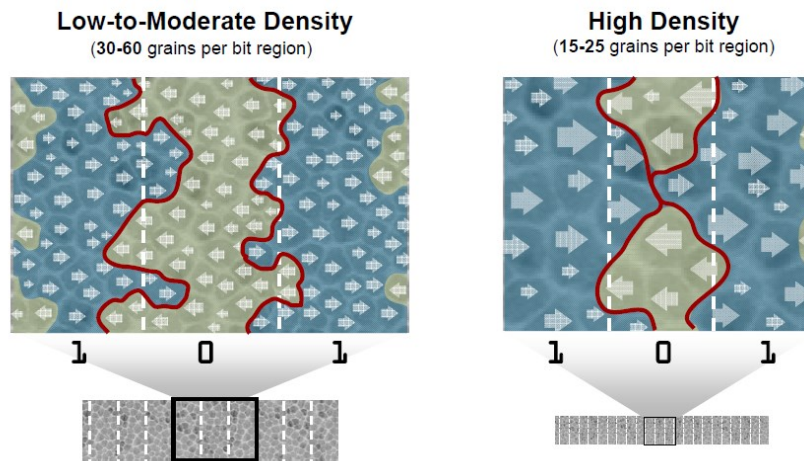 Low-to-Moderate Density
(30-60 grains per bit region)
High Density
(15-25 grains per bit region)
1 0 1
1 0 1